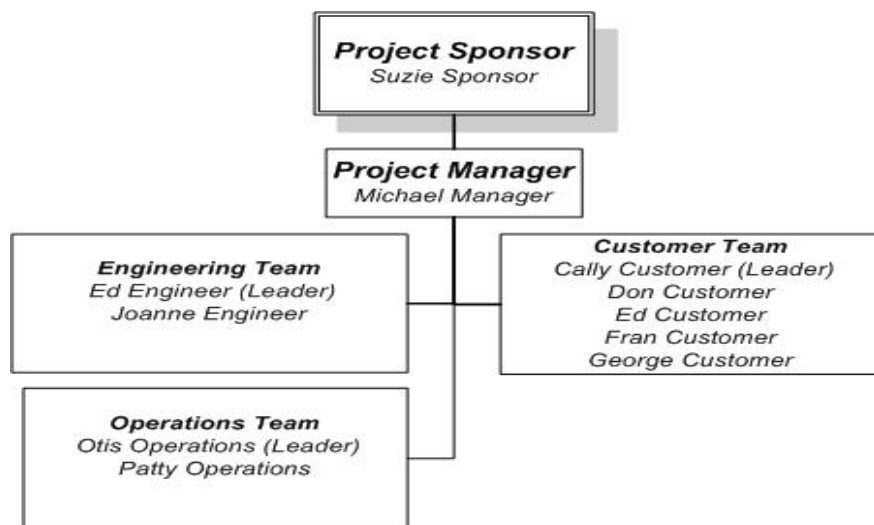 Project Sponsor
Suzie Sponsor
Project Manager
Michael Manager
Engineering Team
Ed Engineer (Leader)
Joanne Engineer
Customer Team
Cally Customer (Leader)
Don Customer
Ed Customer
Fran Customer
George Customer
Operations Team
Otis Operations (Leader)
Patty Operations